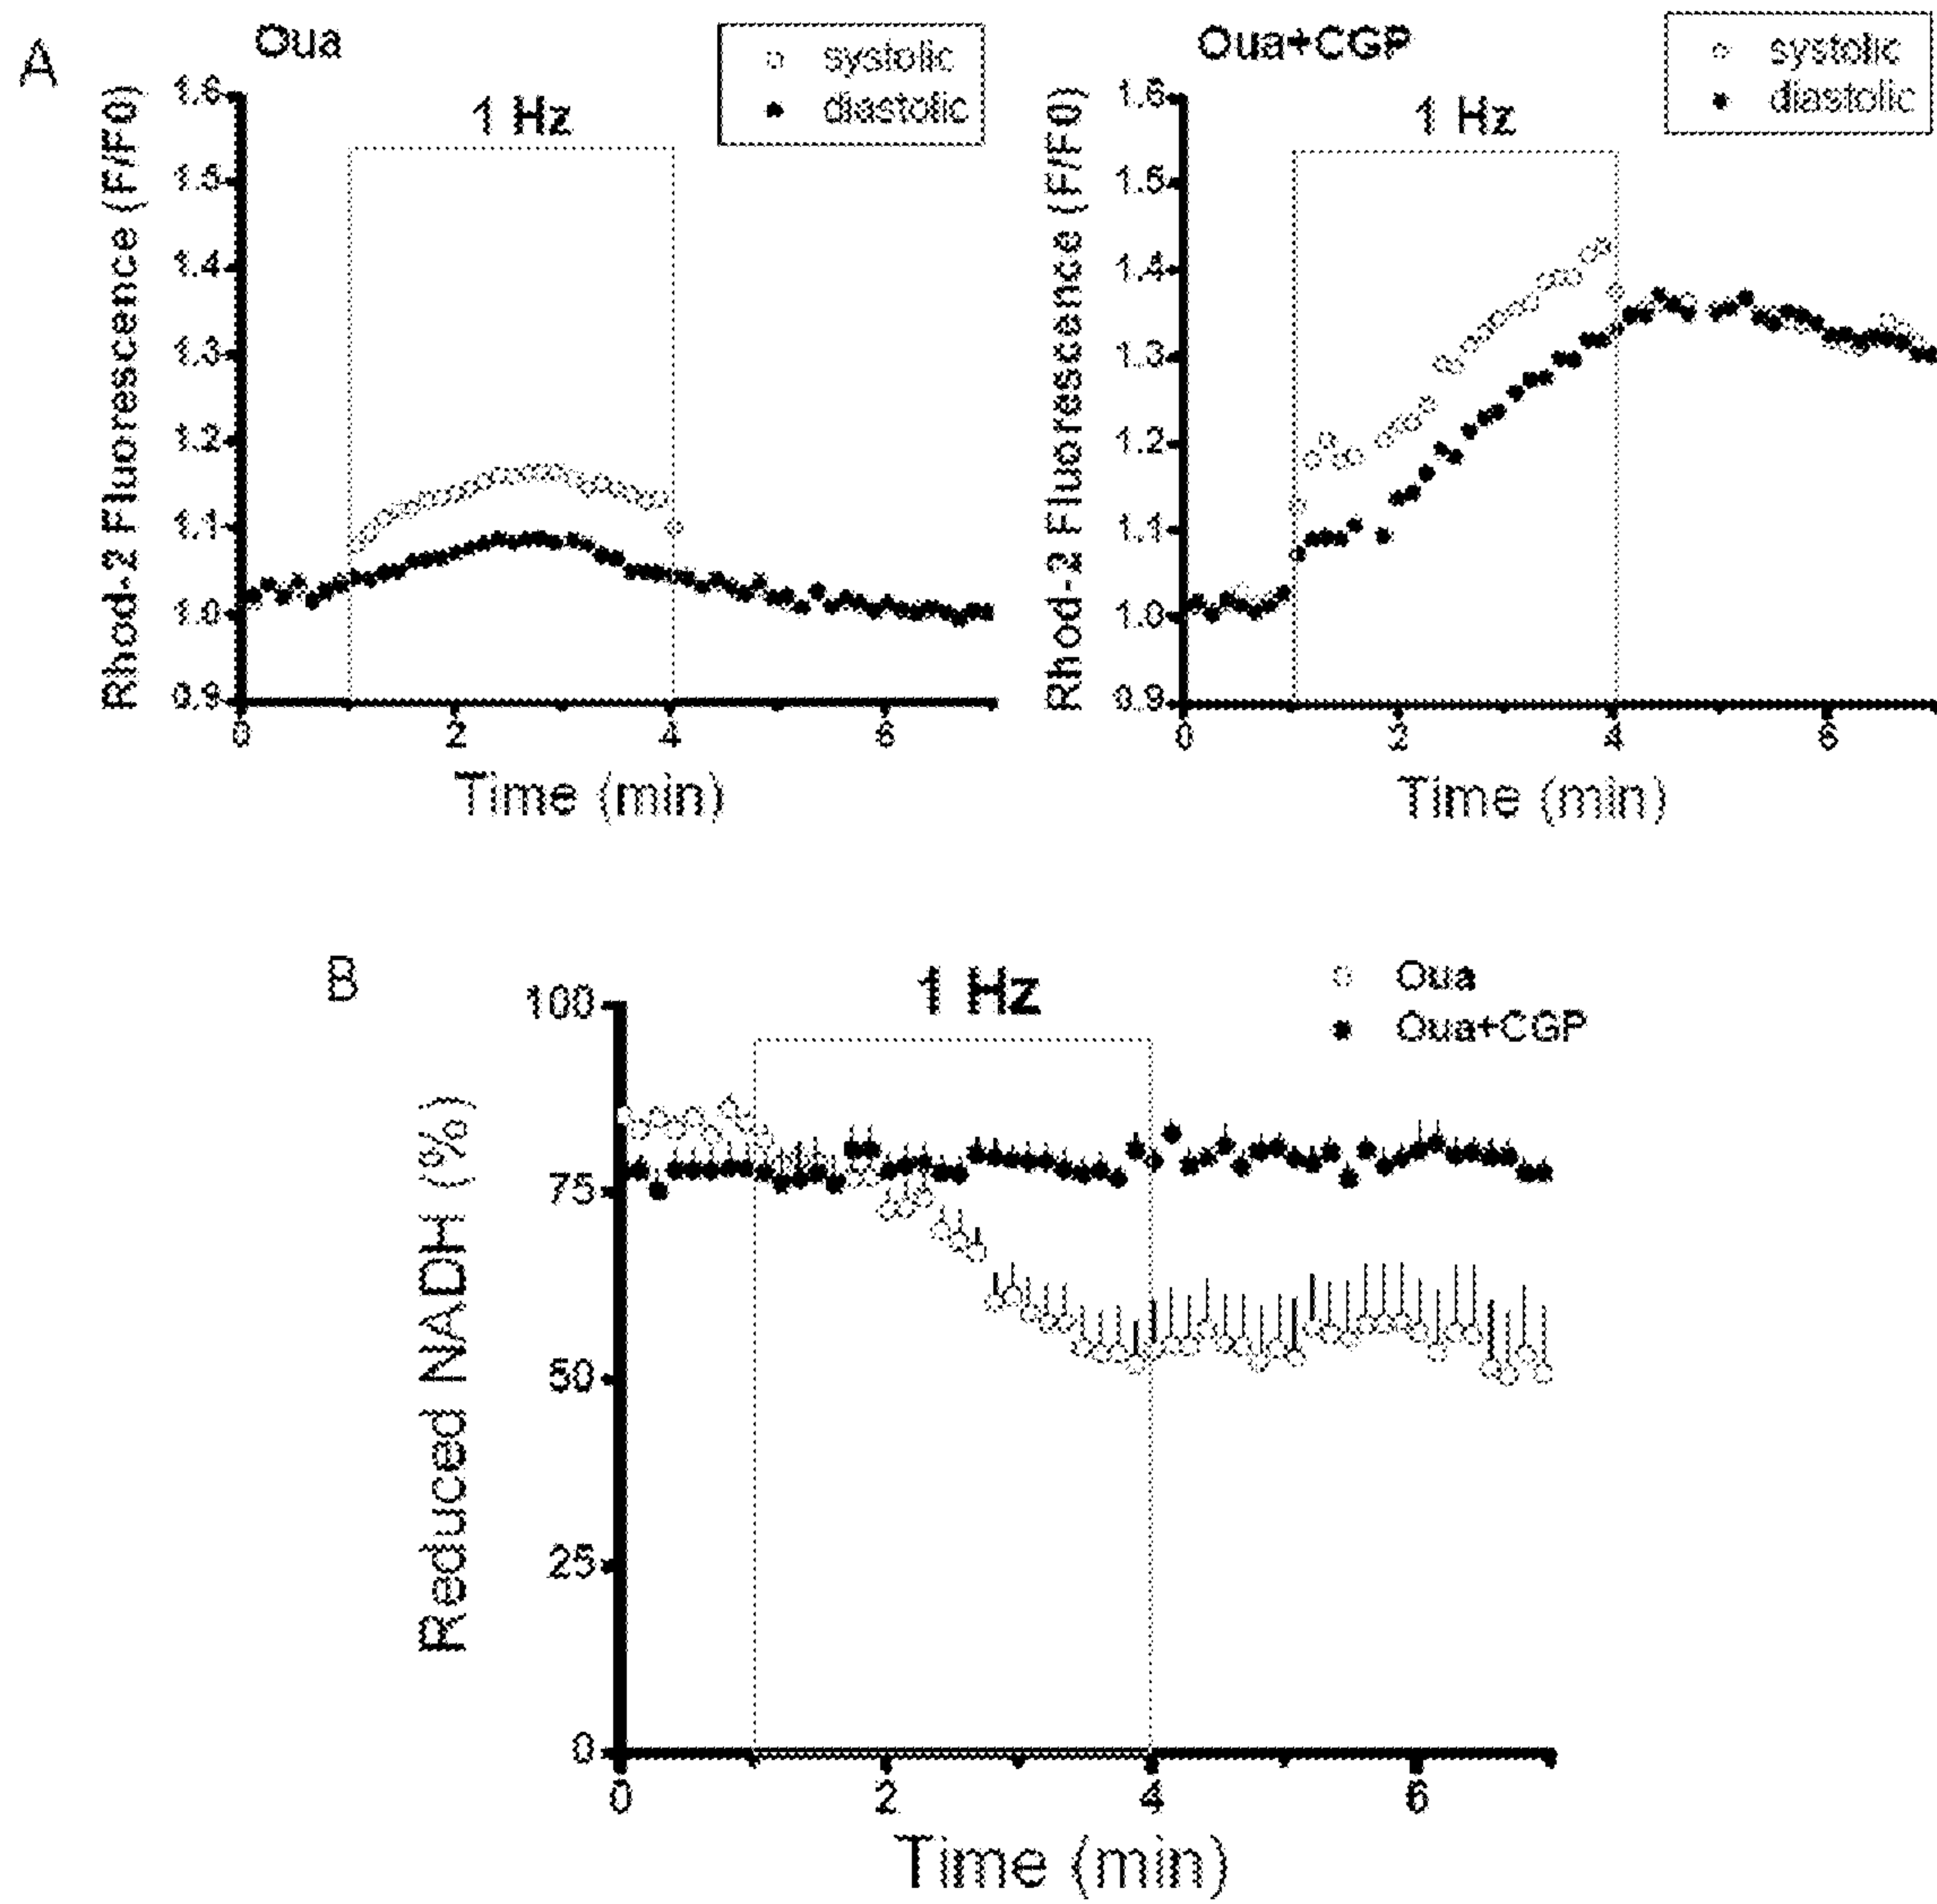 A
Oua
systolic
diastolic
1 Hz
Rhod-2 Fluorescence (F/F0)
1.6
1.5
1.4
1.3
1.2
1.1
1.0
0.9
0
2
4
6
Time (min)
Oua+CGP
systolic
diastolic
1 Hz
Rhod-2 Fluorescence (F/F0)
1.6
1.5
1.4
1.3
1.2
1.1
1.0
0.9
0
2
4
6
Time (min)
B
1 Hz
Oua
Oua+CGP
Reduced NADH (%)
100
75
50
25
0
0
2
4
6
Time (min)